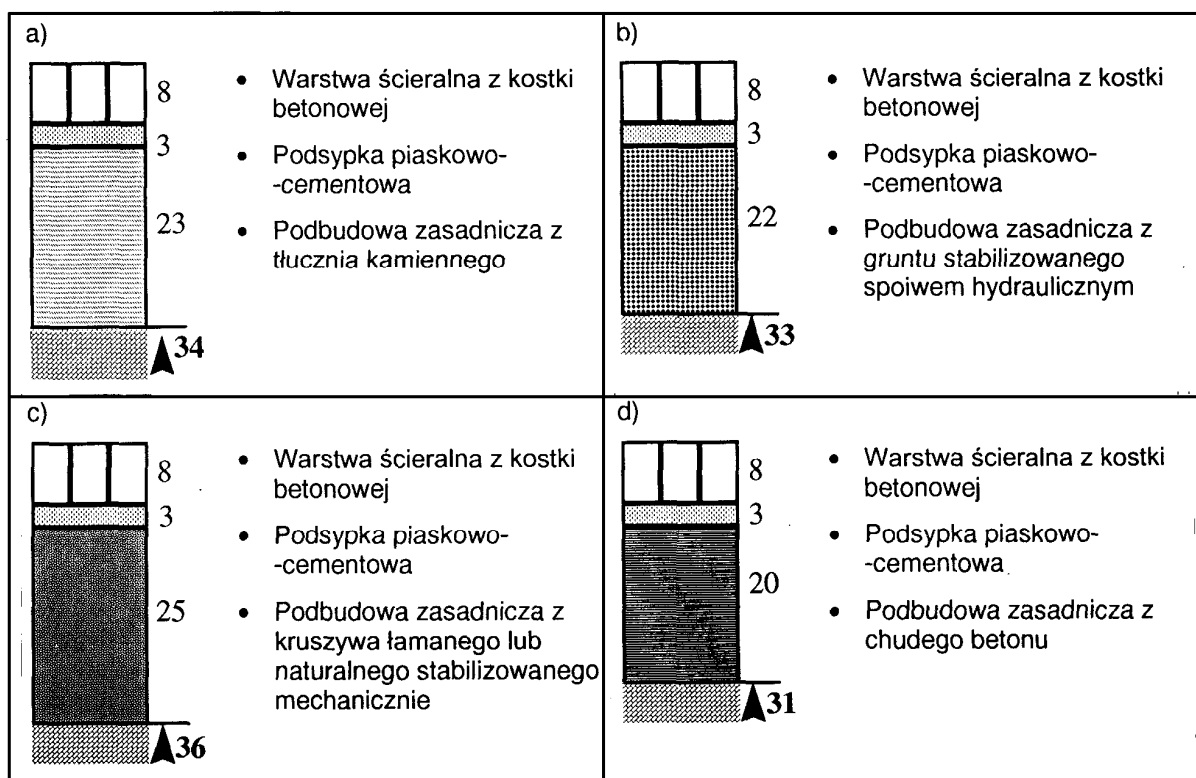 a)
8
3
23
34
• Warstwa ścieralna z kostki
betonowej
• Podsypka piaskowo-
-cementowa
• Podbudowa zasadnicza z
tłucznia kamiennego
b)
8
3
22
33
• Warstwa ścieralna z kostki
betonowej
• Podsypka piaskowo-
-cementowa
• Podbudowa zasadnicza z
gruntu stabilizowanego
spoiwem hydraulicznym
c)
8
3
25
36
• Warstwa ścieralna z kostki
betonowej
• Podsypka piaskowo-
-cementowa
• Podbudowa zasadnicza z
kruszywa łamanego lub
naturalnego stabilizowanego
mechanicznie
d)
8
3
20
31
• Warstwa ścieralna z kostki
betonowej
• Podsypka piaskowo-
-cementowa
• Podbudowa zasadnicza z
chudego betonu